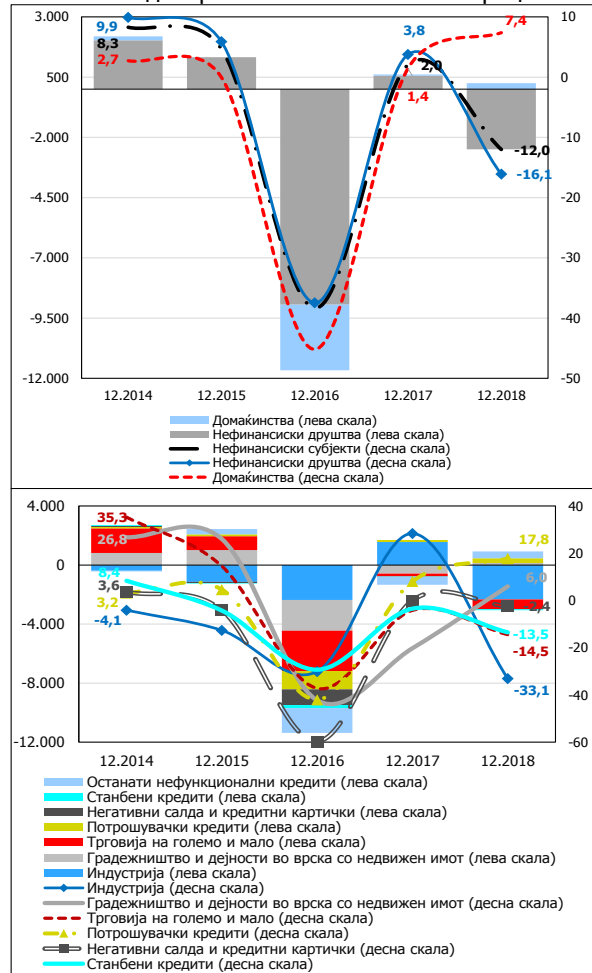 3.000
500
-2.000
-4.500
-7.000
-9.500
-12.000
10
0
-10
-20
-30
-40
-50
9,9
8,3
2,7
3,8
2,0
1,4
7,4
-12,0
-16,1
12.2014 12.2015 12.2016 12.2017 12.2018
Домаќинства (лева скала)
Нефинансиски друштва (лева скала)
Нефинансиски субјекти (десна скала)
Нефинансиски друштва (десна скала)
Домаќинства (десна скала)
4.000
0
-4.000
-8.000
-12.000
40
20
0
-20
-40
-60
35,3
26,8
8,4
3,6
3,2
-4,1
17,8
6,0
-13,5
-14,5
-33,1
12.2014 12.2015 12.2016 12.2017 12.2018
Останати нефункционални кредити (лева скала)
Станбени кредити (лева скала)
Негативни салда и кредитни картички (лева скала)
Потрошувачки кредити (лева скала)
Трговија на големо и мало (лева скала)
Градежништво и дејности во врска со недвижен имот (лева скала)
Индустрија (лева скала)
Индустрија (десна скала)
Градежништво и дејности во врска со недвижен имот (десна скала)
Трговија на големо и мало (десна скала)
Потрошувачки кредити (десна скала)
Негативни салда и кредитни картички (десна скала)
Станбени кредити (десна скала)